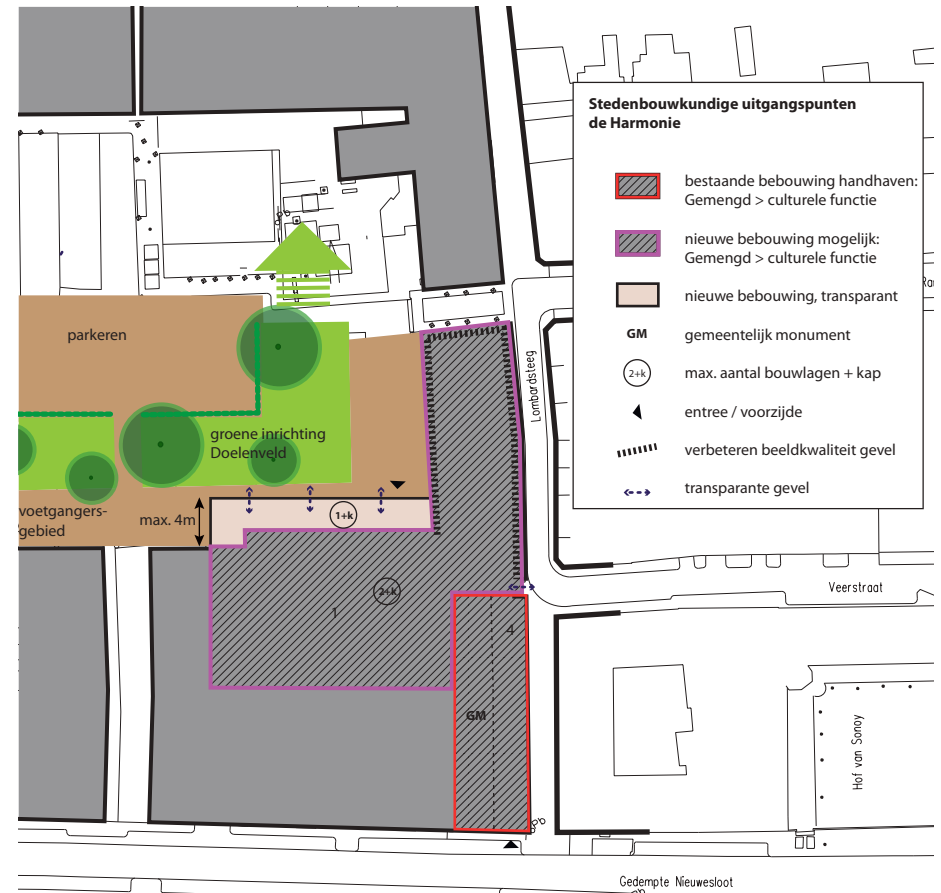 Stedenbouwkundige uitgangspunten
de Harmonie
bestaande bebouwing handhaven:
Gemengd > culturele functie
nieuwe bebouwing mogelijk:
Gemengd > culturele functie
nieuwe bebouwing, transparant
GM
gemeentelijk monument
2+k
max. aantal bouwlagen + kap
entree / voorzijde
verbeteren beeldkwaliteit gevel
transparante gevel
parkeren
groene inrichting
Doelenveld
voetgangers-
gebied
max. 4m
1+k
2+k
1
4
GM
Lombardsteeg
Veerstraat
Hof van Sonoy
Gedempte Nieuwesloot